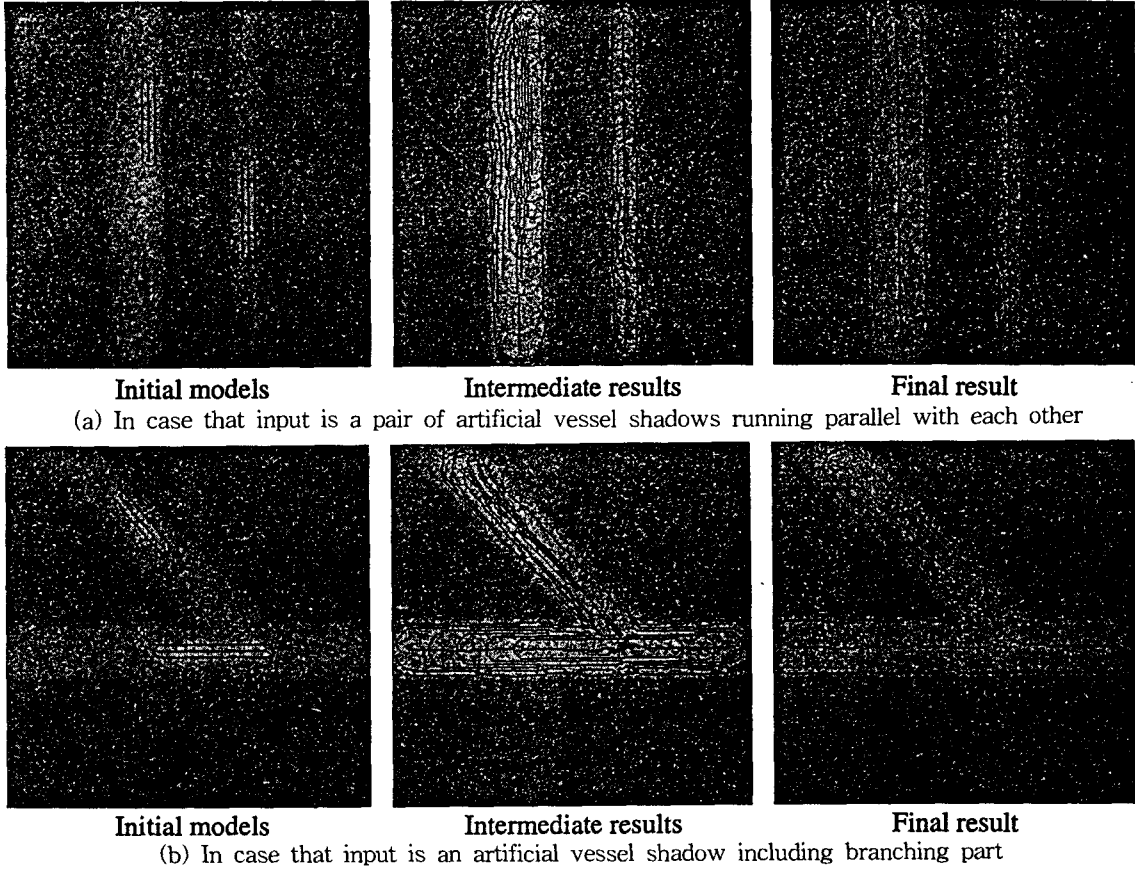 Initial models Intermediate results Final result
(a) In case that input is a pair of artificial vessel shadows running parallel with each other
Initial models Intermediate results Final result
(b) In case that input is an artificial vessel shadow including branching part